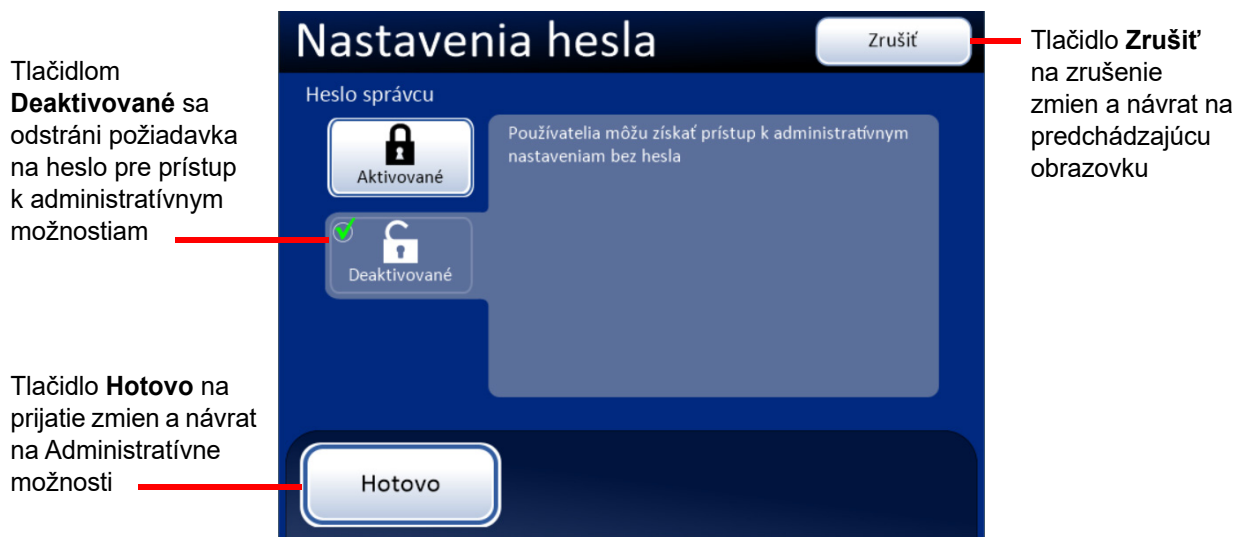 Tlačidlom
Deaktivované sa
odstráni požiadavka
na heslo pre prístup
k administratívnym
možnostiam
Tlačidlo Hotovo na
prijatie zmien a návrat
na Administratívne
možnosti
Nastavenia hesla
Zrušiť
Heslo správcu
Aktivované
Používatelia môžu získať prístup k administratívnym
nastaveniam bez hesla
Deaktivované
Hotovo
Tlačidlo Zrušiť
na zrušenie
zmien a návrat na
predchádzajúcu
obrazovku